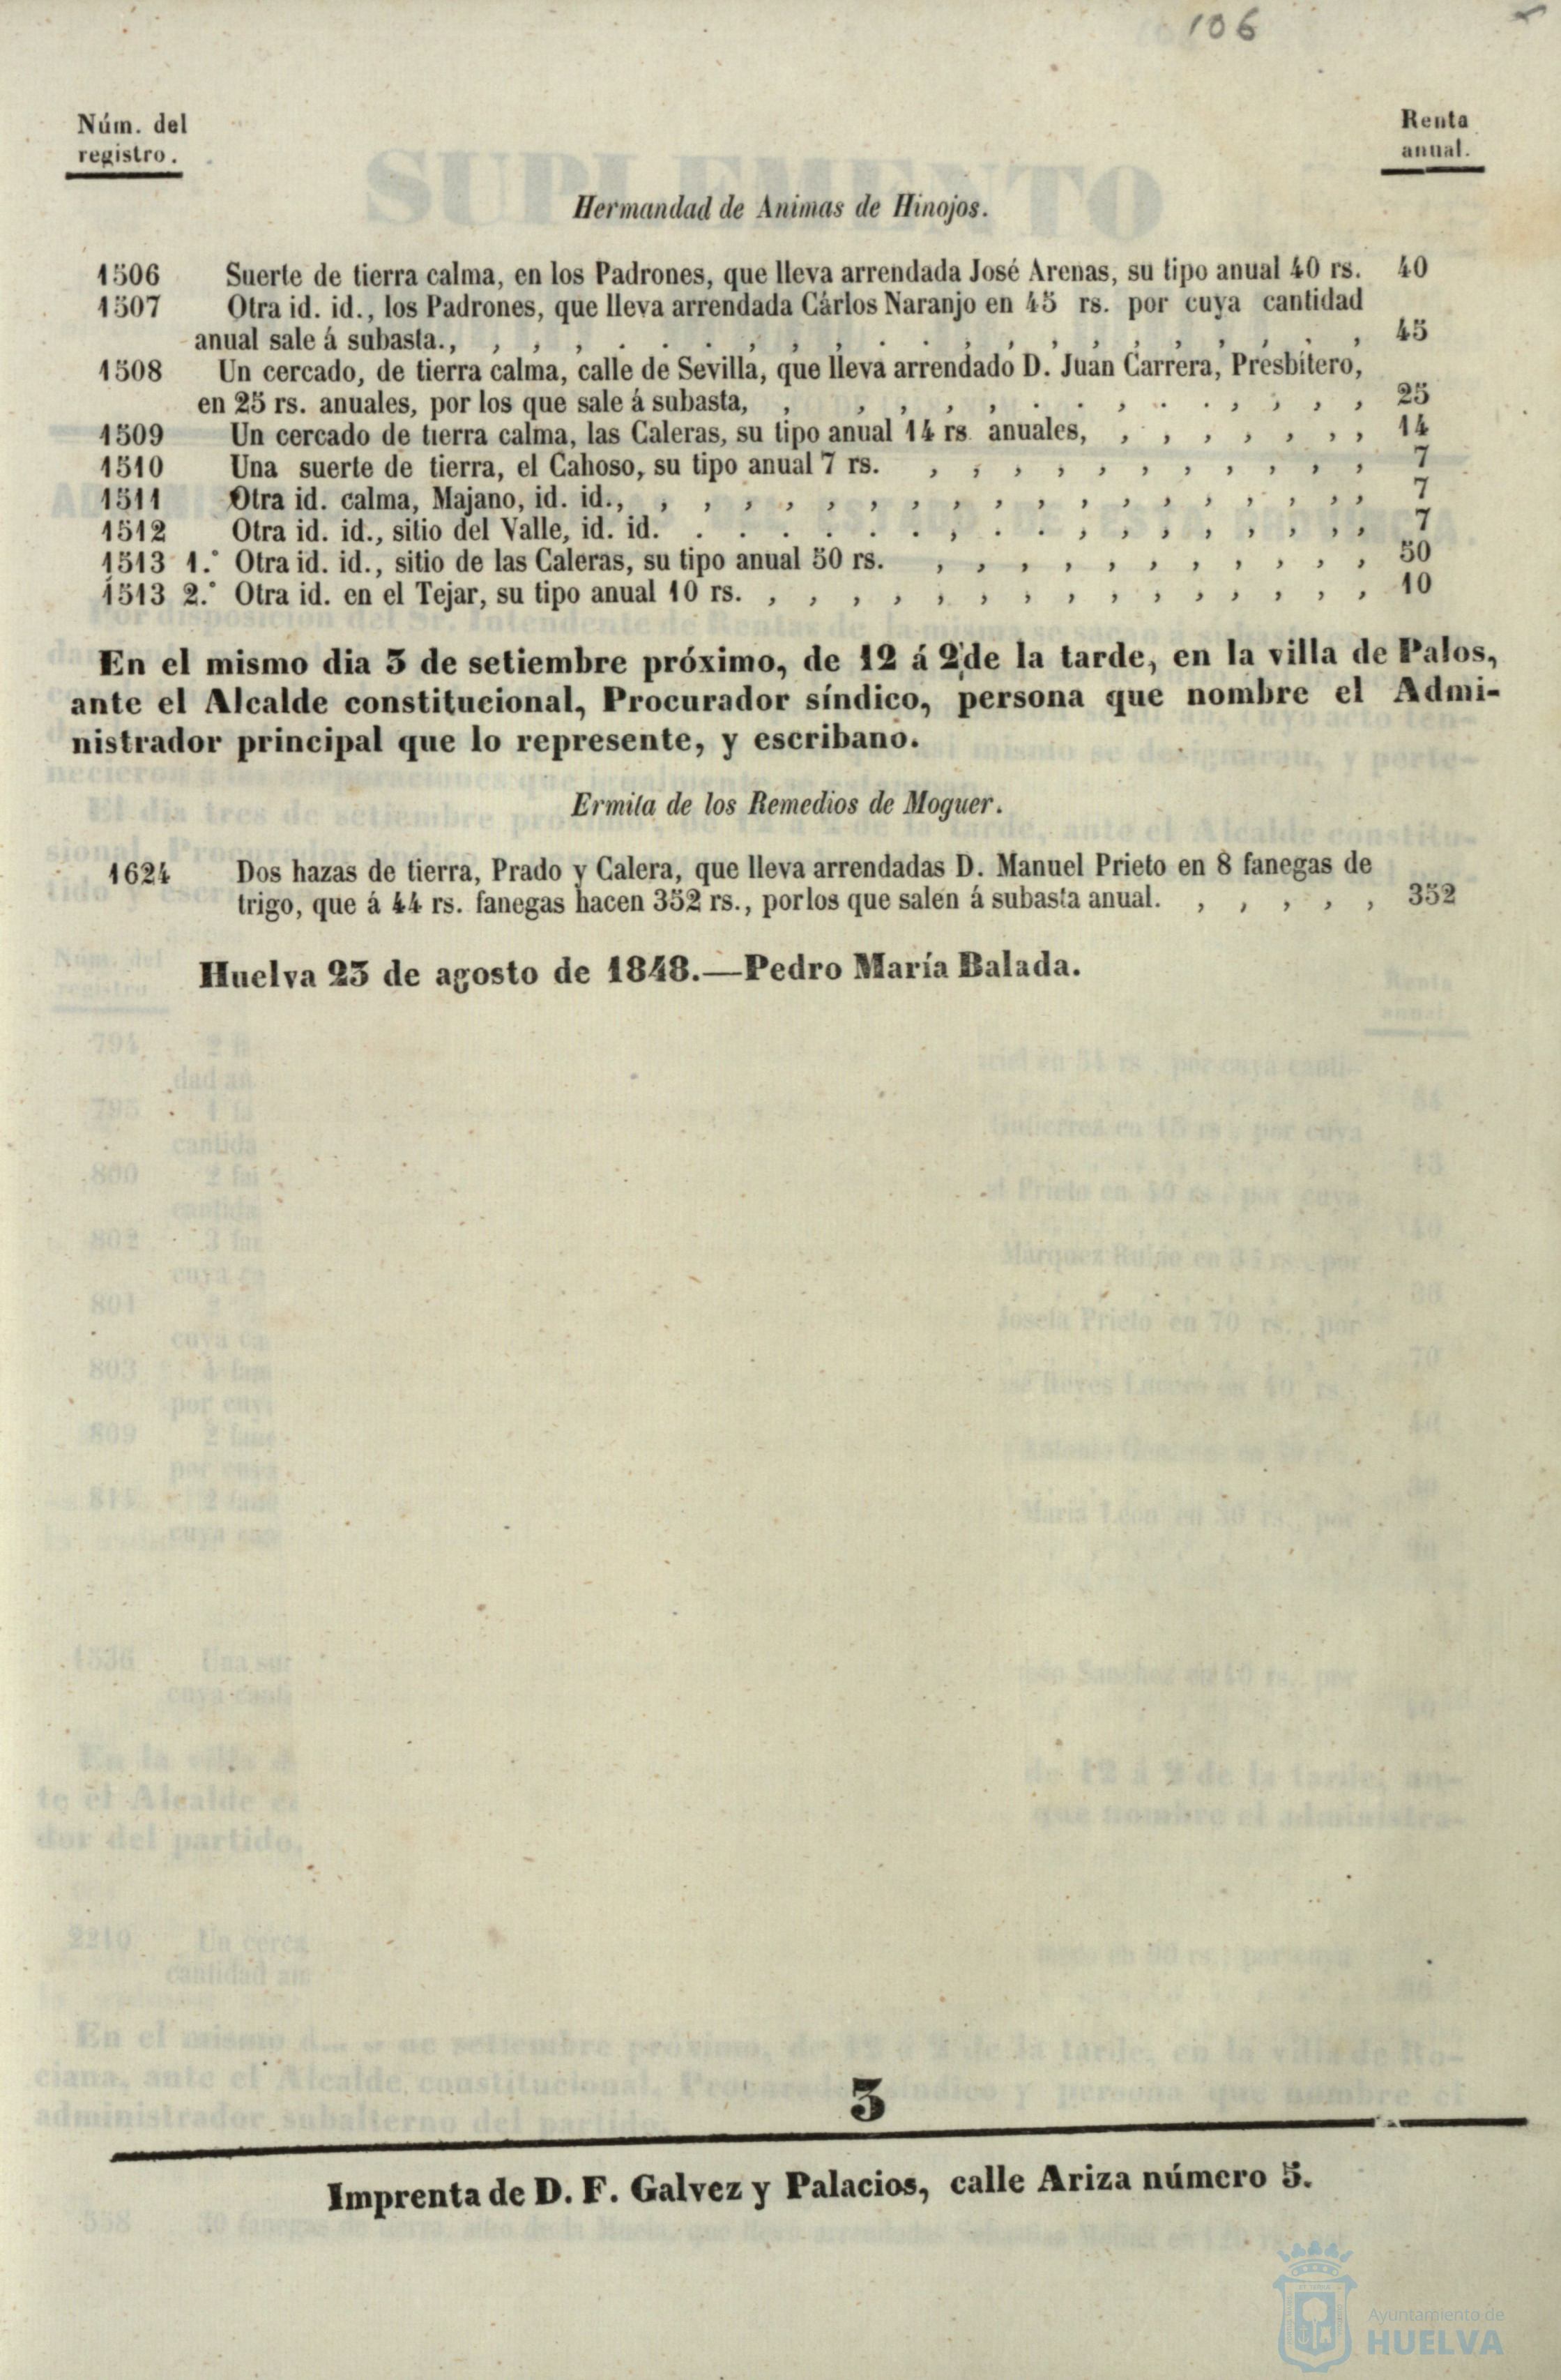 106
Núm. del
registro.
Renta
anual.
Hermandad de Animas de Hinojos.
1506 Suerte de tierra calma, en los Padrones, que lleva arrendada José Arenas, su tipo anual 40 rs. 40
1507 Otra id. id., los Padrones, que lleva arrendada Cárlos Naranjo en 45 rs. por cuya cantidad
anual sale á subasta., , , , . . . , , , . , , , , , , , 45
1508 Un cercado, de tierra calma, calle de Sevilla, que lleva arrendado D. Juan Carrera, Presbitero,
en 25 rs. anuales, por los que sale á subasta, , , , , , . , . . , , , , , 25
1509 Un cercado de tierra calma, las Caleras, su tipo anual 14 rs. anuales, , , , , , , , 14
1510 Una suerte de tierra, el Cahoso, su tipo anual 7 rs. , , , , , , , , , , , 7
1511 Otra id. calma, Majano, id. id., , , , , , , , , , , , , , , , , , 7
1512 Otra id. id., sitio del Valle, id. id. . . . . . . , . . , , , , , , , , 7
1513 1.° Otra id. id., sitio de las Caleras, su tipo anual 50 rs. , , , , , , , , , , , 50
1513 2.° Otra id. en el Tejar, su tipo anual 10 rs. , , , , , , , , , , , , , , , 10
En el mismo dia 3 de setiembre próximo, de 12 á 2 de la tarde, en la villa de Palos,
ante el Alcalde constitucional, Procurador síndico, persona que nombre el Admi-
nistrador principal que lo represente, y escribano.
Ermita de los Remedios de Moguer.
1624 Dos hazas de tierra, Prado y Calera, que lleva arrendadas D. Manuel Prieto en 8 fanegas de
trigo, que á 44 rs. fanegas hacen 352 rs., porlos que salen á subasta anual. , , , , , 352
Huelva 23 de agosto de 1848.—Pedro María Balada.
3
Imprenta de D. F. Galvez y Palacios, calle Ariza número 5.
Ayuntamiento de
HUELVA